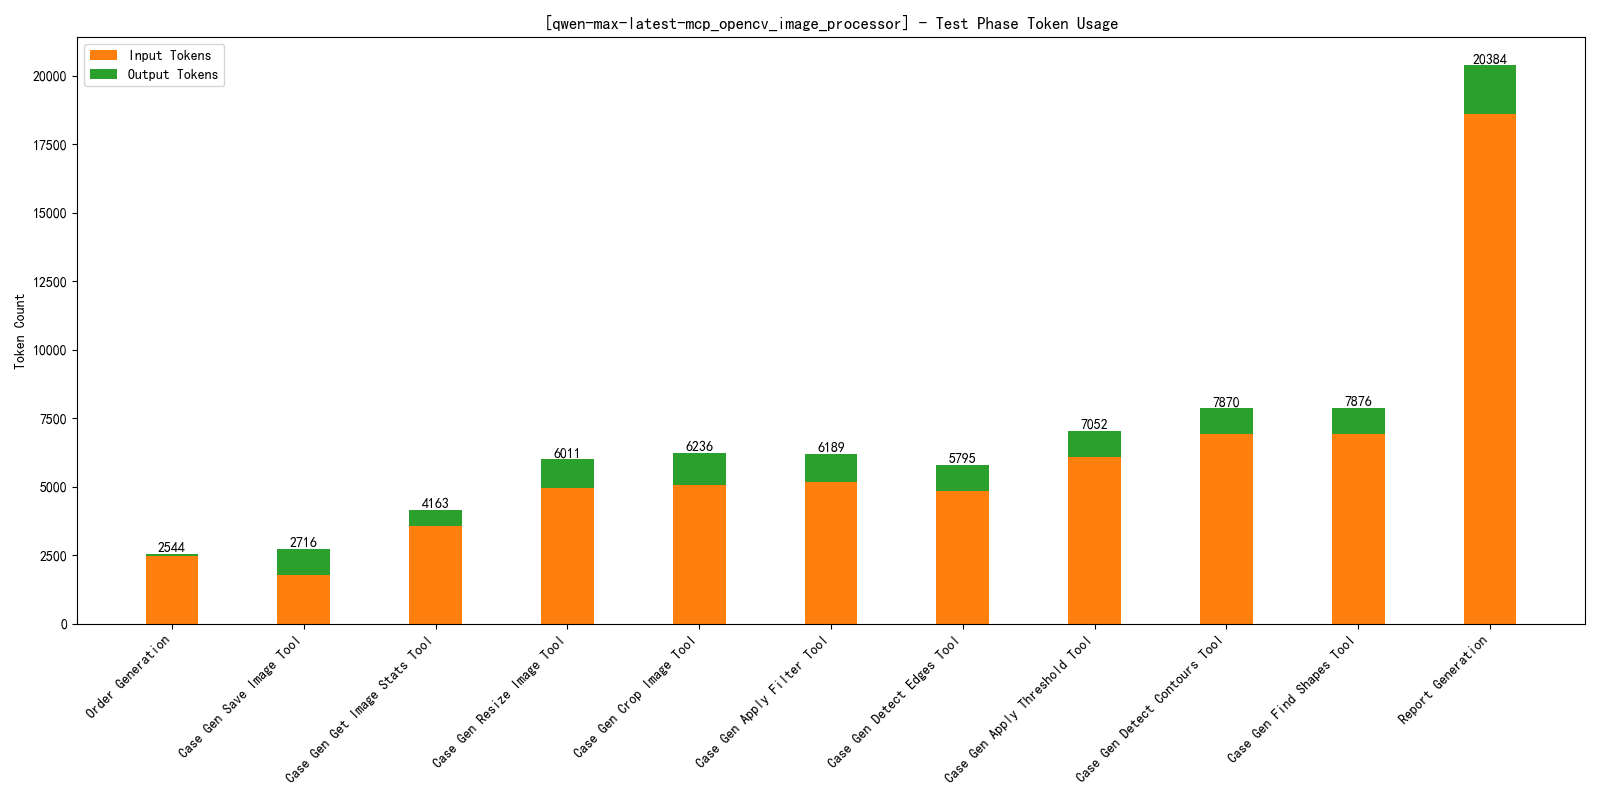 [qwen-max-latest-mcp_opencv_image_processor] - Test Phase Token Usage
Input Tokens
Output Tokens
Token Count
20000
17500
15000
12500
10000
7500
5000
2500
0
2544
2716
4163
6011
6236
6189
5795
7052
7870
7876
20384
Order Generation
Case Gen Save Image Tool
Case Gen Get Image Stats Tool
Case Gen Resize Image Tool
Case Gen Crop Image Tool
Case Gen Apply Filter Tool
Case Gen Detect Edges Tool
Case Gen Apply Threshold Tool
Case Gen Detect Contours Tool
Case Gen Find Shapes Tool
Report Generation